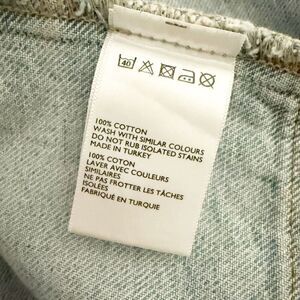 40
100% COTTON
WASH WITH SIMILAR COLOURS
DO NOT RUB ISOLATED STAINS
MADE IN TURKEY
100% COTON
LAVER AVEC COULEURS
SIMILAIRES
NE PAS FROTTER LES TÂCHES
ISOLÉES
FABRIQUÉ EN TURQUIE